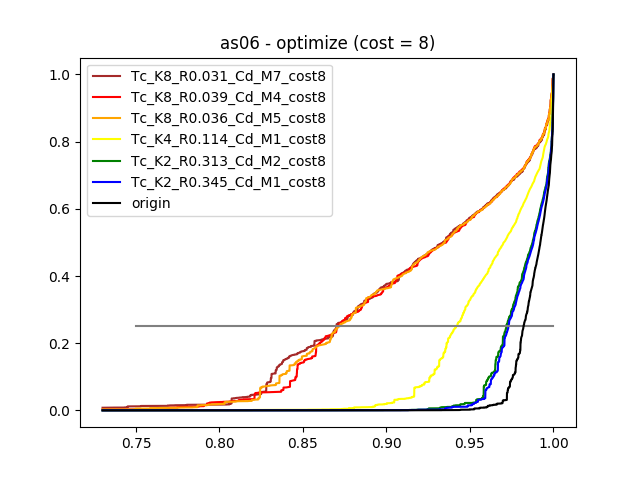 as06 - optimize (cost = 8)
1.0
0.8
0.6
0.4
0.2
0.0
Tc_K8_R0.031_Cd_M7_cost8
Tc_K8_R0.039_Cd_M4_cost8
Tc_K8_R0.036_Cd_M5_cost8
Tc_K4_R0.114_Cd_M1_cost8
Tc_K2_R0.313_Cd_M2_cost8
Tc_K2_R0.345_Cd_M1_cost8
origin
0.75 0.80 0.85 0.90 0.95 1.00